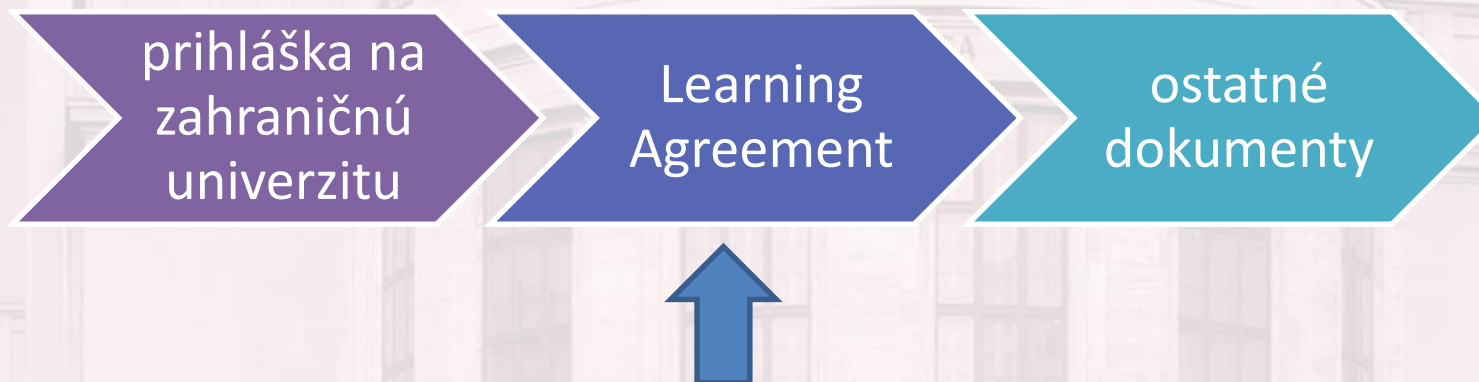 prihláška na
zahraničnú
univerzitu
Learning
Agreement
ostatné
dokumenty